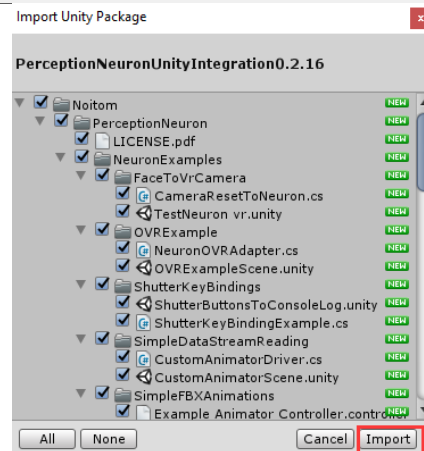 Import Unity Package
x
PerceptionNeuronUnityIntegration0.2.16
Noitom NEW
PerceptionNeuron NEW
LICENSE.pdf NEW
NeuronExamples NEW
FaceToVrCamera NEW
CameraResetToNeuron.cs NEW
TestNeuron vr.unity NEW
OVRExample NEW
NeuronOVRAdapter.cs NEW
OVRExampleScene.unity NEW
ShutterKeyBindings NEW
ShutterButtonsToConsoleLog.unity NEW
ShutterKeyBindingExample.cs NEW
SimpleDataStreamReading NEW
CustomAnimatorDriver.cs NEW
CustomAnimatorScene.unity NEW
SimpleFBXAnimations NEW
Example Animator Controller.controller NEW
All None Cancel Import